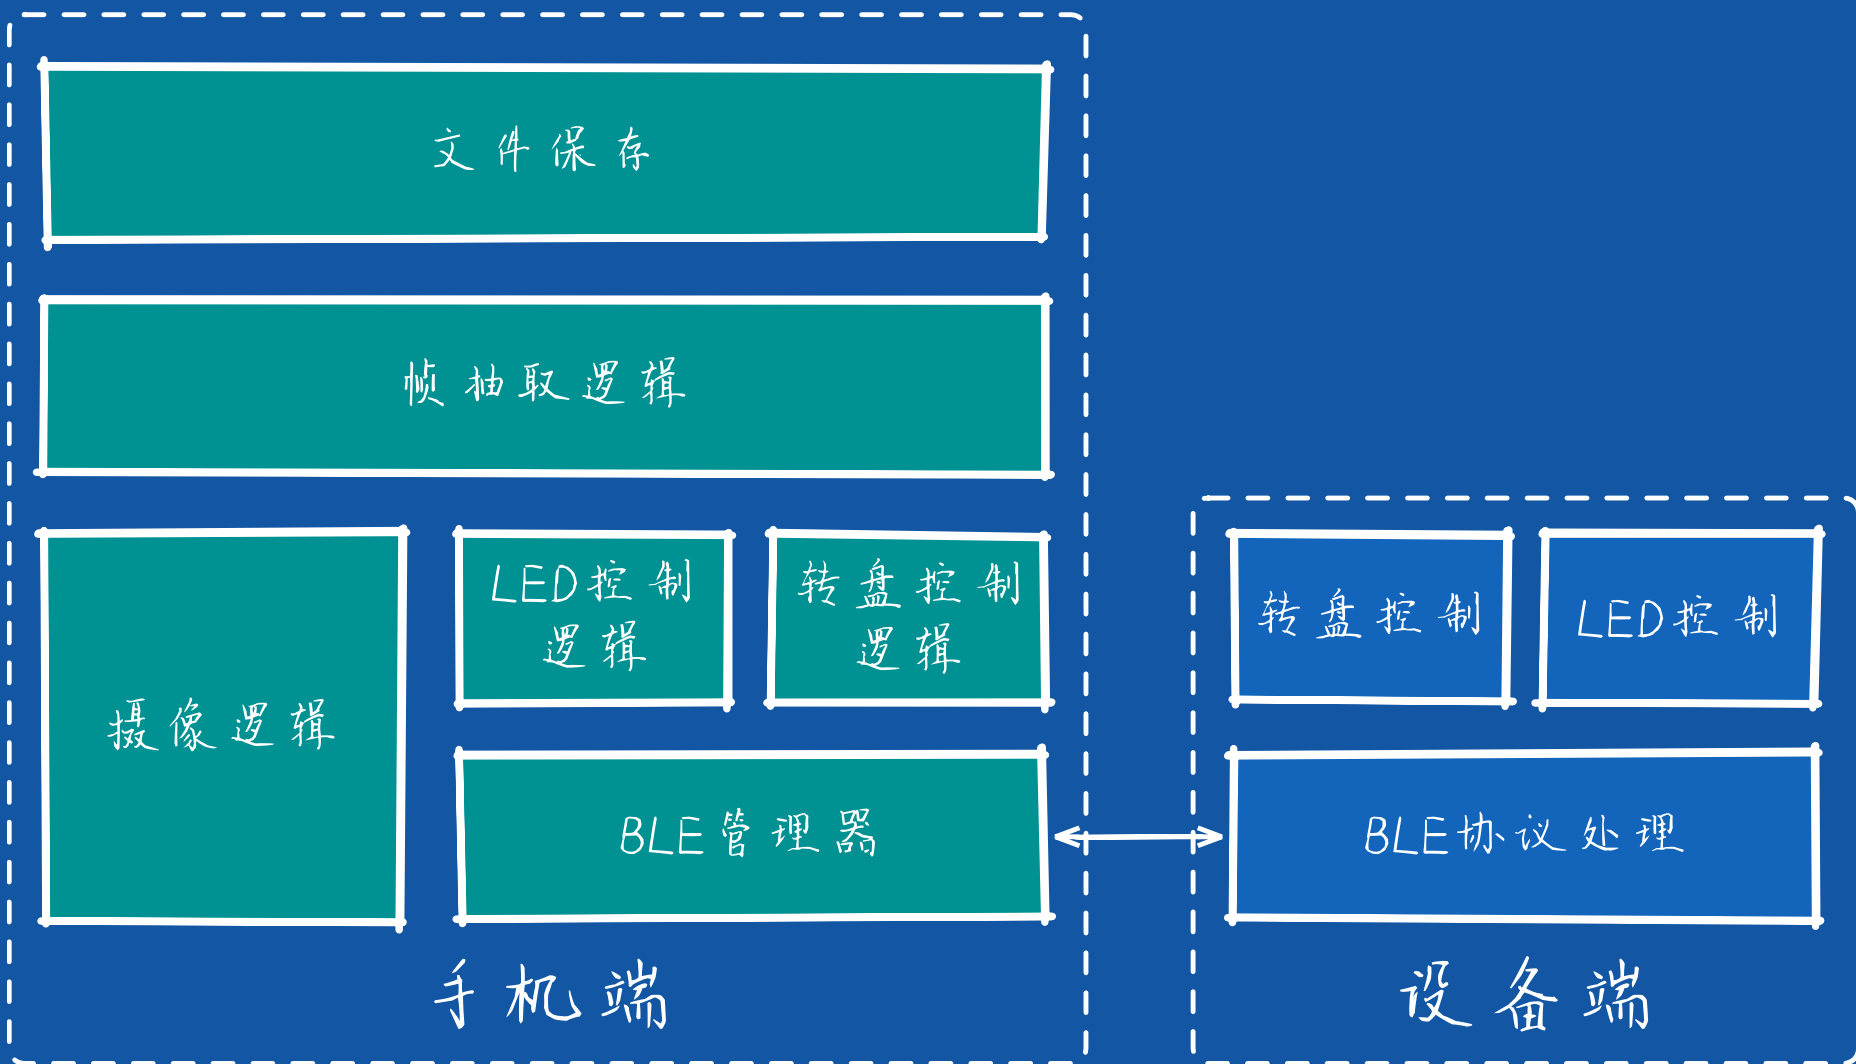 文件保存
帧抽取逻辑
摄像逻辑
LED控制
逻辑
转盘控制
逻辑
BLE管理器
手机端
转盘控制
LED控制
BLE协议处理
设备端